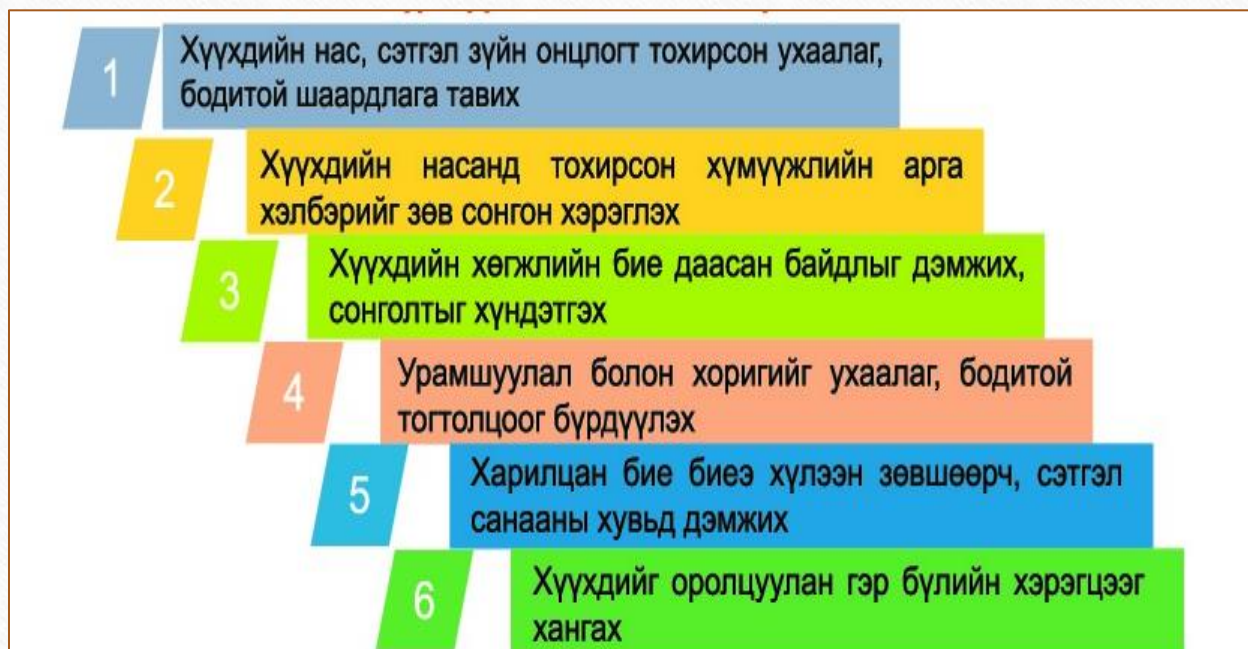 1
Хүүхдийн нас, сэтгэл зүйн онцлогт тохирсон ухаалаг,
бодитой шаардлага тавих
2
Хүүхдийн насанд тохирсон хүмүүжлийн арга
хэлбэрийг зөв сонгон хэрэглэх
3
Хүүхдийн хөгжлийн бие даасан байдлыг дэмжих,
сонголтыг хүндэтгэх
4
Урамшуулал болон хоригийг ухаалаг, бодитой
тогтолцоог бүрдүүлэх
5
Харилцан бие биеэ хүлээн зөвшөөрч, сэтгэл
санааны хувьд дэмжих
6
Хүүхдийг оролцуулан гэр бүлийн хэрэгцээг
хангах